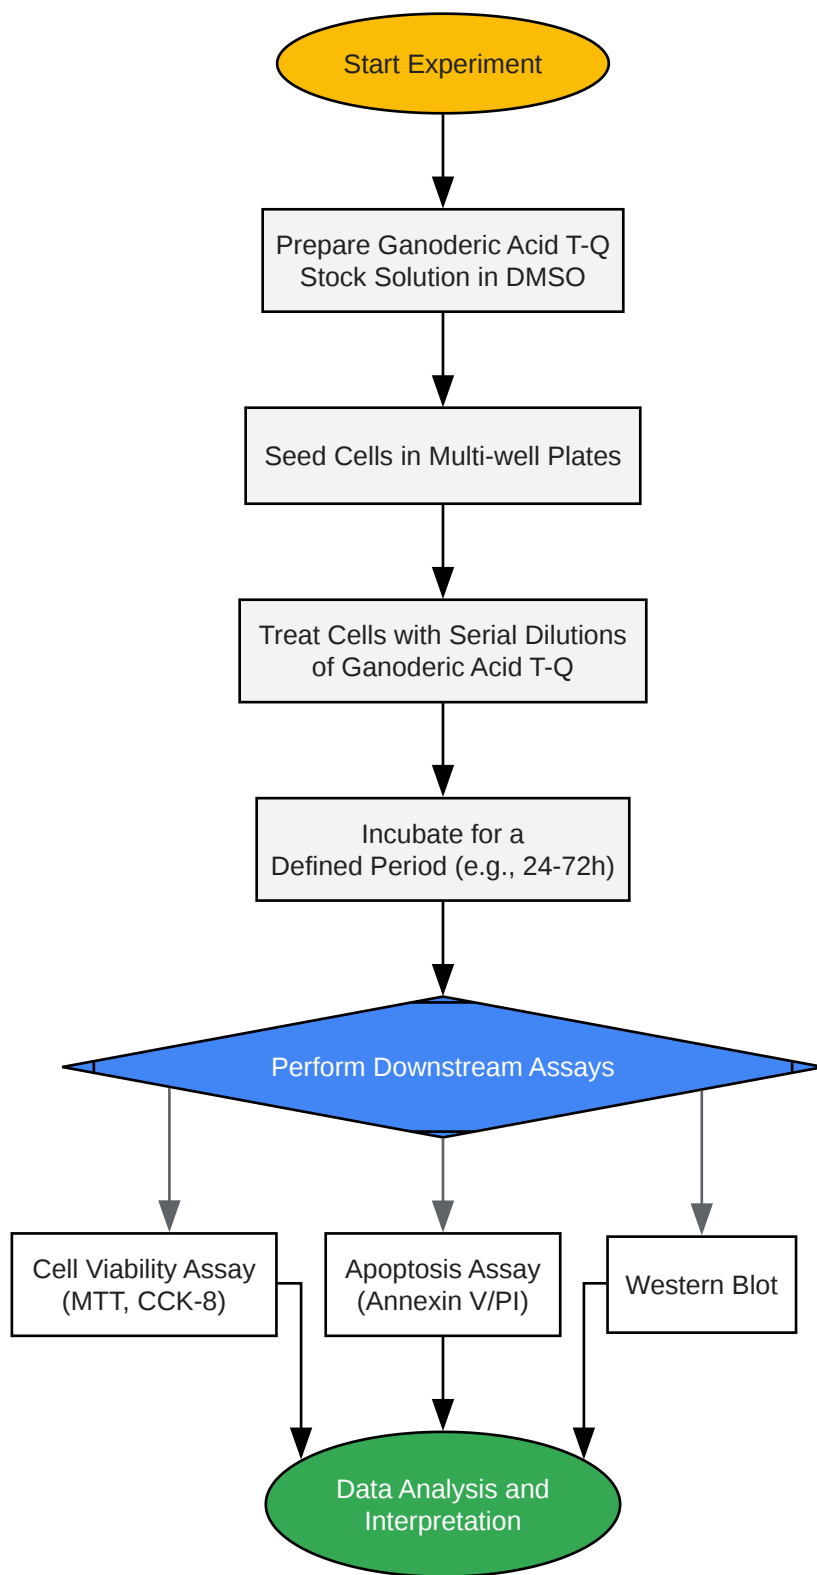 Start Experiment
Prepare Ganoderic Acid T-Q
Stock Solution in DMSO
Seed Cells in Multi-well Plates
Treat Cells with Serial Dilutions
of Ganoderic Acid T-Q
Incubate for a
Defined Period (e.g., 24-72h)
Perform Downstream Assays
Cell Viability Assay
(MTT, CCK-8)
Apoptosis Assay
(Annexin V/PI)
Western Blot
Data Analysis and
Interpretation